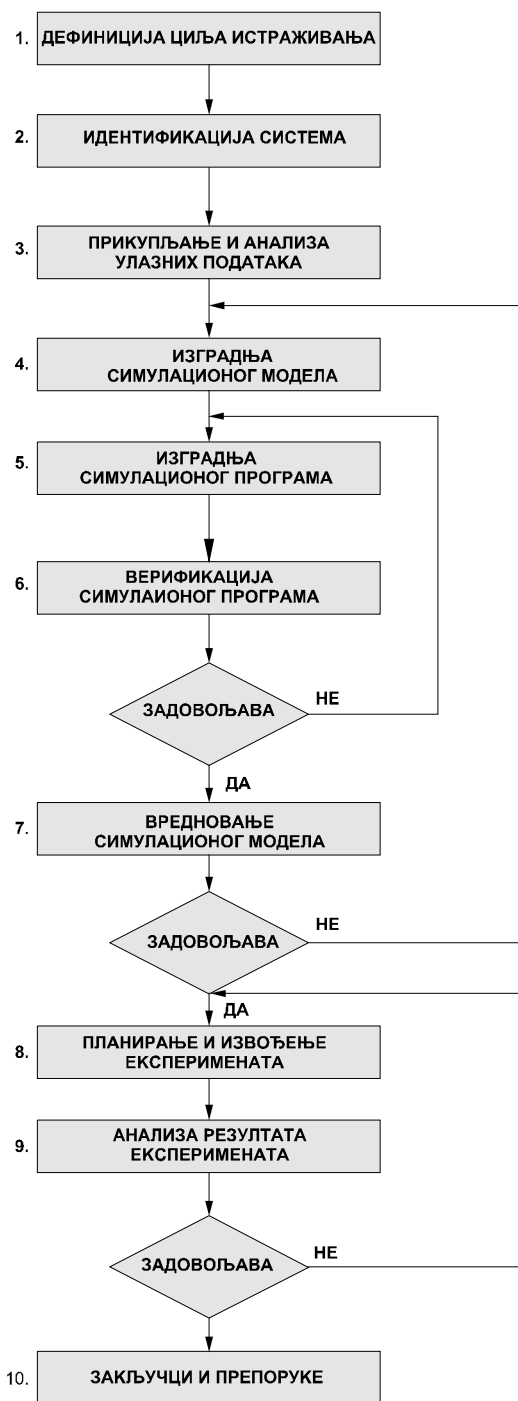 1. ДЕФИНИЦИЈА ЦИЉА ИСТРАЖИВАЊА
2. ИДЕНТИФИКАЦИЈА СИСТЕМА
3. ПРИКУПЉАЊЕ И АНАЛИЗА
УЛАЗНИХ ПОДАТАКА
4. ИЗГРАДЊА
СИМУЛАЦИОНОГ МОДЕЛА
5. ИЗГРАДЊА
СИМУЛАЦИОНОГ ПРОГРАМА
6. ВЕРИФИКАЦИЈА
СИМУЛАИОНОГ ПРОГРАМА
ЗАДОВОЉАВА
НЕ
ДА
7. ВРЕДНОВАЊЕ
СИМУЛАЦИОНОГ МОДЕЛА
ЗАДОВОЉАВА
НЕ
ДА
8. ПЛАНИРАЊЕ И ИЗВОЂЕЊЕ
ЕКСПЕРИМЕНАТА
9. АНАЛИЗА РЕЗУЛТАТА
ЕКСПЕРИМЕНАТА
ЗАДОВОЉАВА
НЕ
10. ЗАКЉУЧЦИ И ПРЕПОРУКЕ